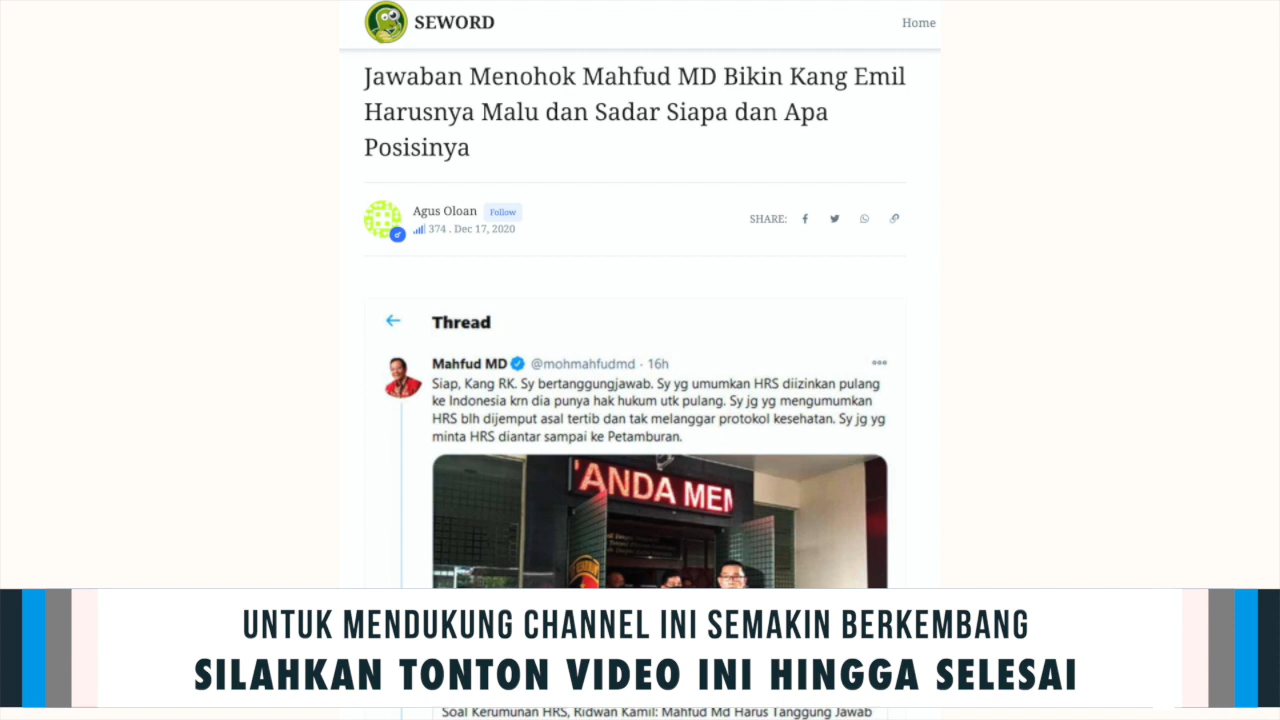 SEWORD
Home
Jawaban Menohok Mahfud MD Bikin Kang Emil
Harusnya Malu dan Sadar Siapa dan Apa
Posisinya
Agus Oloan Follow
374 . Dec 17, 2020
SHARE:
Thread
Mahfud MD @mohmahfudmd · 16h
Siap, Kang RK. Sy bertanggungjawab. Sy yg umumkan HRS diizinkan pulang
ke Indonesia krn dia punya hak hukum utk pulang. Sy jg yg mengumumkan
HRS blh dijemput asal tertib dan tak melanggar protokol kesehatan. Sy jg yg
minta HRS diantar sampai ke Petamburan.
'ANDA MEM
UNTUK MENDUKUNG CHANNEL INI SEMAKIN BERKEMBANG
SILAHKAN TONTON VIDEO INI HINGGA SELESAI
Soal Kerumunan HRS, Ridwan Kamil: Mahfud Md Harus Tanggung Jawab